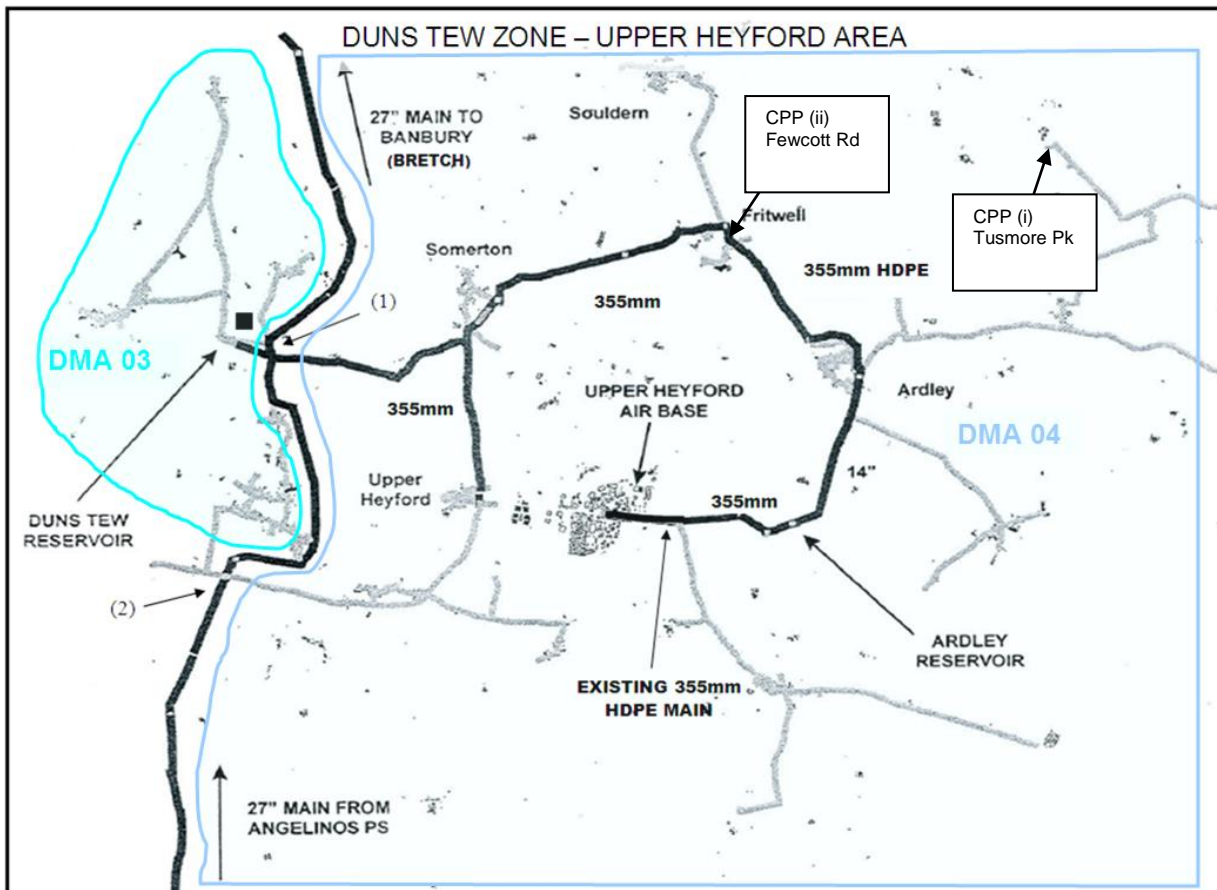 DUNS TEW ZONE – UPPER HEYFORD AREA
27" MAIN TO
BANBURY
(BRETCH)
Souldern
CPP (ii)
Fewcott Rd
CPP (i)
Tusmore Pk
Fritwell
Somerton
355mm HDPE
355mm
(1)
DMA 03
355mm
UPPER HEYFORD
AIR BASE
Ardley
DMA 04
Upper
Heyford
14"
355mm
DUNS TEW
RESERVOIR
(2)
ARDLEY
RESERVOIR
EXISTING 355mm
HDPE MAIN
27" MAIN FROM
ANGELINOS PS